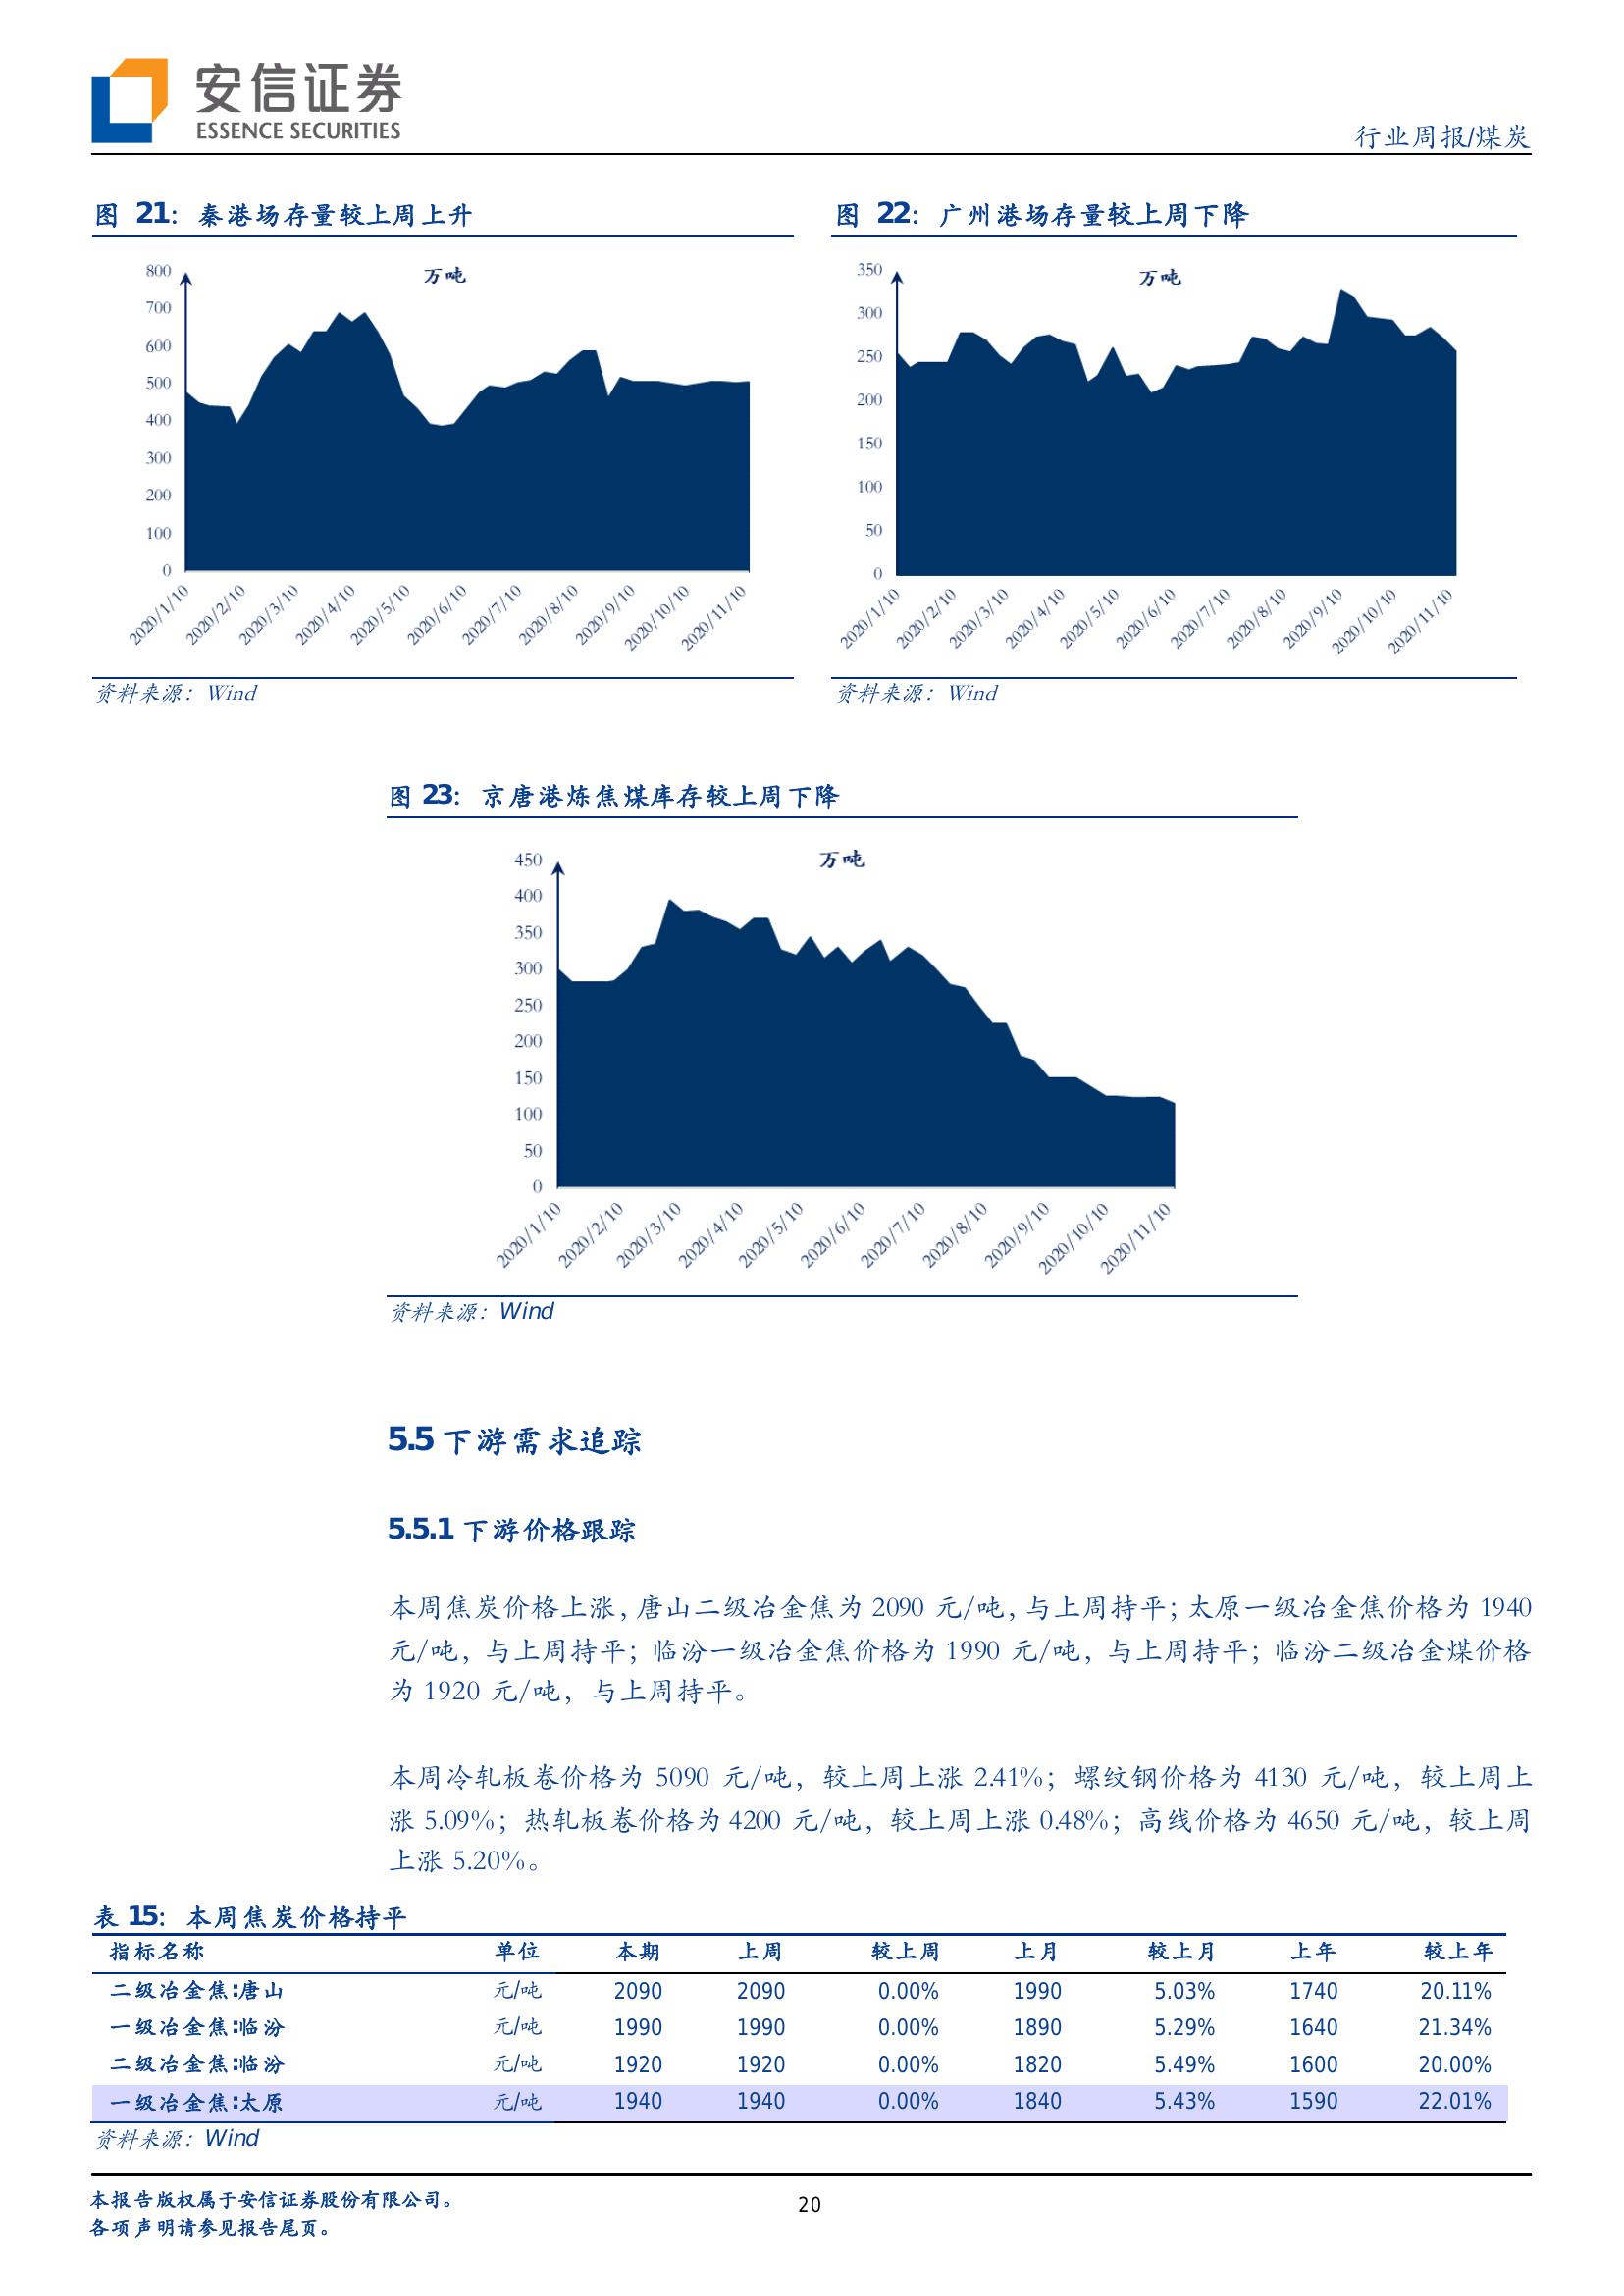 安信证券
ESSENCE SECURITIES
行业周报/煤炭
图 21：秦港场存量较上周上升
万吨
800
700
600
500
400
300
200
100
0
2020/1/10
2020/2/10
2020/3/10
2020/4/10
2020/5/10
2020/6/10
2020/7/10
2020/8/10
2020/9/10
2020/10/10
2020/11/10
资料来源：Wind
图 22：广州港场存量较上周下降
万吨
350
300
250
200
150
100
50
0
2020/1/10
2020/2/10
2020/3/10
2020/4/10
2020/5/10
2020/6/10
2020/7/10
2020/8/10
2020/9/10
2020/10/10
2020/11/10
资料来源：Wind
图 23：京唐港炼焦煤库存较上周下降
万吨
450
400
350
300
250
200
150
100
50
0
2020/1/10
2020/2/10
2020/3/10
2020/4/10
2020/5/10
2020/6/10
2020/7/10
2020/8/10
2020/9/10
2020/10/10
2020/11/10
资料来源：Wind
5.5 下游需求追踪
5.5.1 下游价格跟踪
本周焦炭价格上涨，唐山二级冶金焦为 2090 元/吨，与上周持平；太原一级冶金焦价格为 1940
元/吨，与上周持平；临汾一级冶金焦价格为 1990 元/吨，与上周持平；临汾二级冶金煤价格
为 1920 元/吨，与上周持平。
本周冷轧板卷价格为 5090 元/吨，较上周上涨 2.41%；螺纹钢价格为 4130 元/吨，较上周上
涨 5.09%；热轧板卷价格为 4200 元/吨，较上周上涨 0.48%；高线价格为 4650 元/吨，较上周
上涨 5.20%。
表 15：本周焦炭价格持平
指标名称 单位 本期 上周 较上周 上月 较上月 上年 较上年
二级冶金焦:唐山 元/吨 2090 2090 0.00% 1990 5.03% 1740 20.11%
一级冶金焦:临汾 元/吨 1990 1990 0.00% 1890 5.29% 1640 21.34%
二级冶金焦:临汾 元/吨 1920 1920 0.00% 1820 5.49% 1600 20.00%
一级冶金焦:太原 元/吨 1940 1940 0.00% 1840 5.43% 1590 22.01%
资料来源：Wind
本报告版权属于安信证券股份有限公司。
各项声明请参见报告尾页。
20